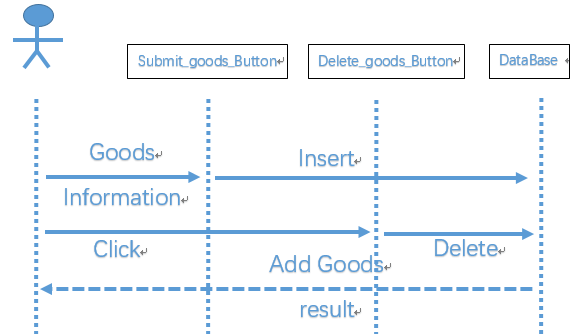 Submit_goods_Button
Delete_goods_Button
DataBase
Goods
Information
Insert
Click
Delete
Add Goods
result